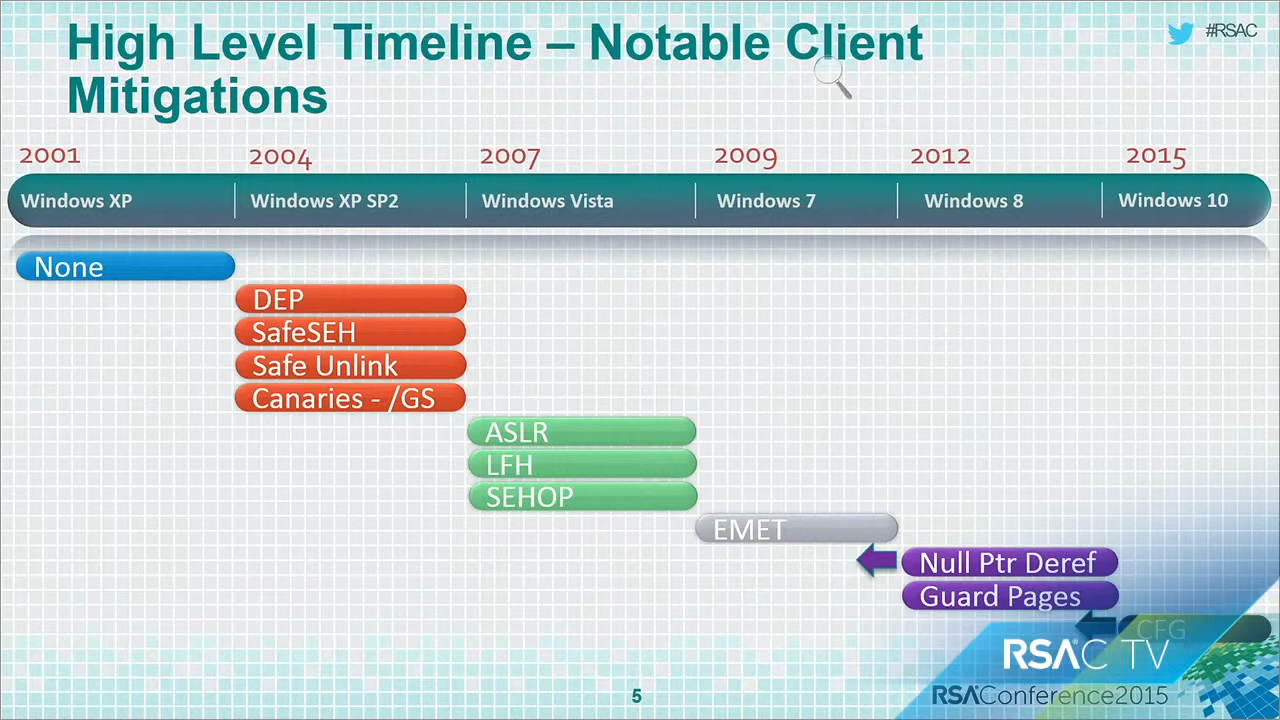 High Level Timeline – Notable Client
Mitigations
#RSAC
2001 2004 2007 2009 2012 2015
Windows XP Windows XP SP2 Windows Vista Windows 7 Windows 8 Windows 10
None
DEP
SafeSEH
Safe Unlink
Canaries - /GS
ASLR
LFH
SEHOP
EMET
Null Ptr Deref
Guard Pages
CFG
RSAC TV
5
RSAConference2015